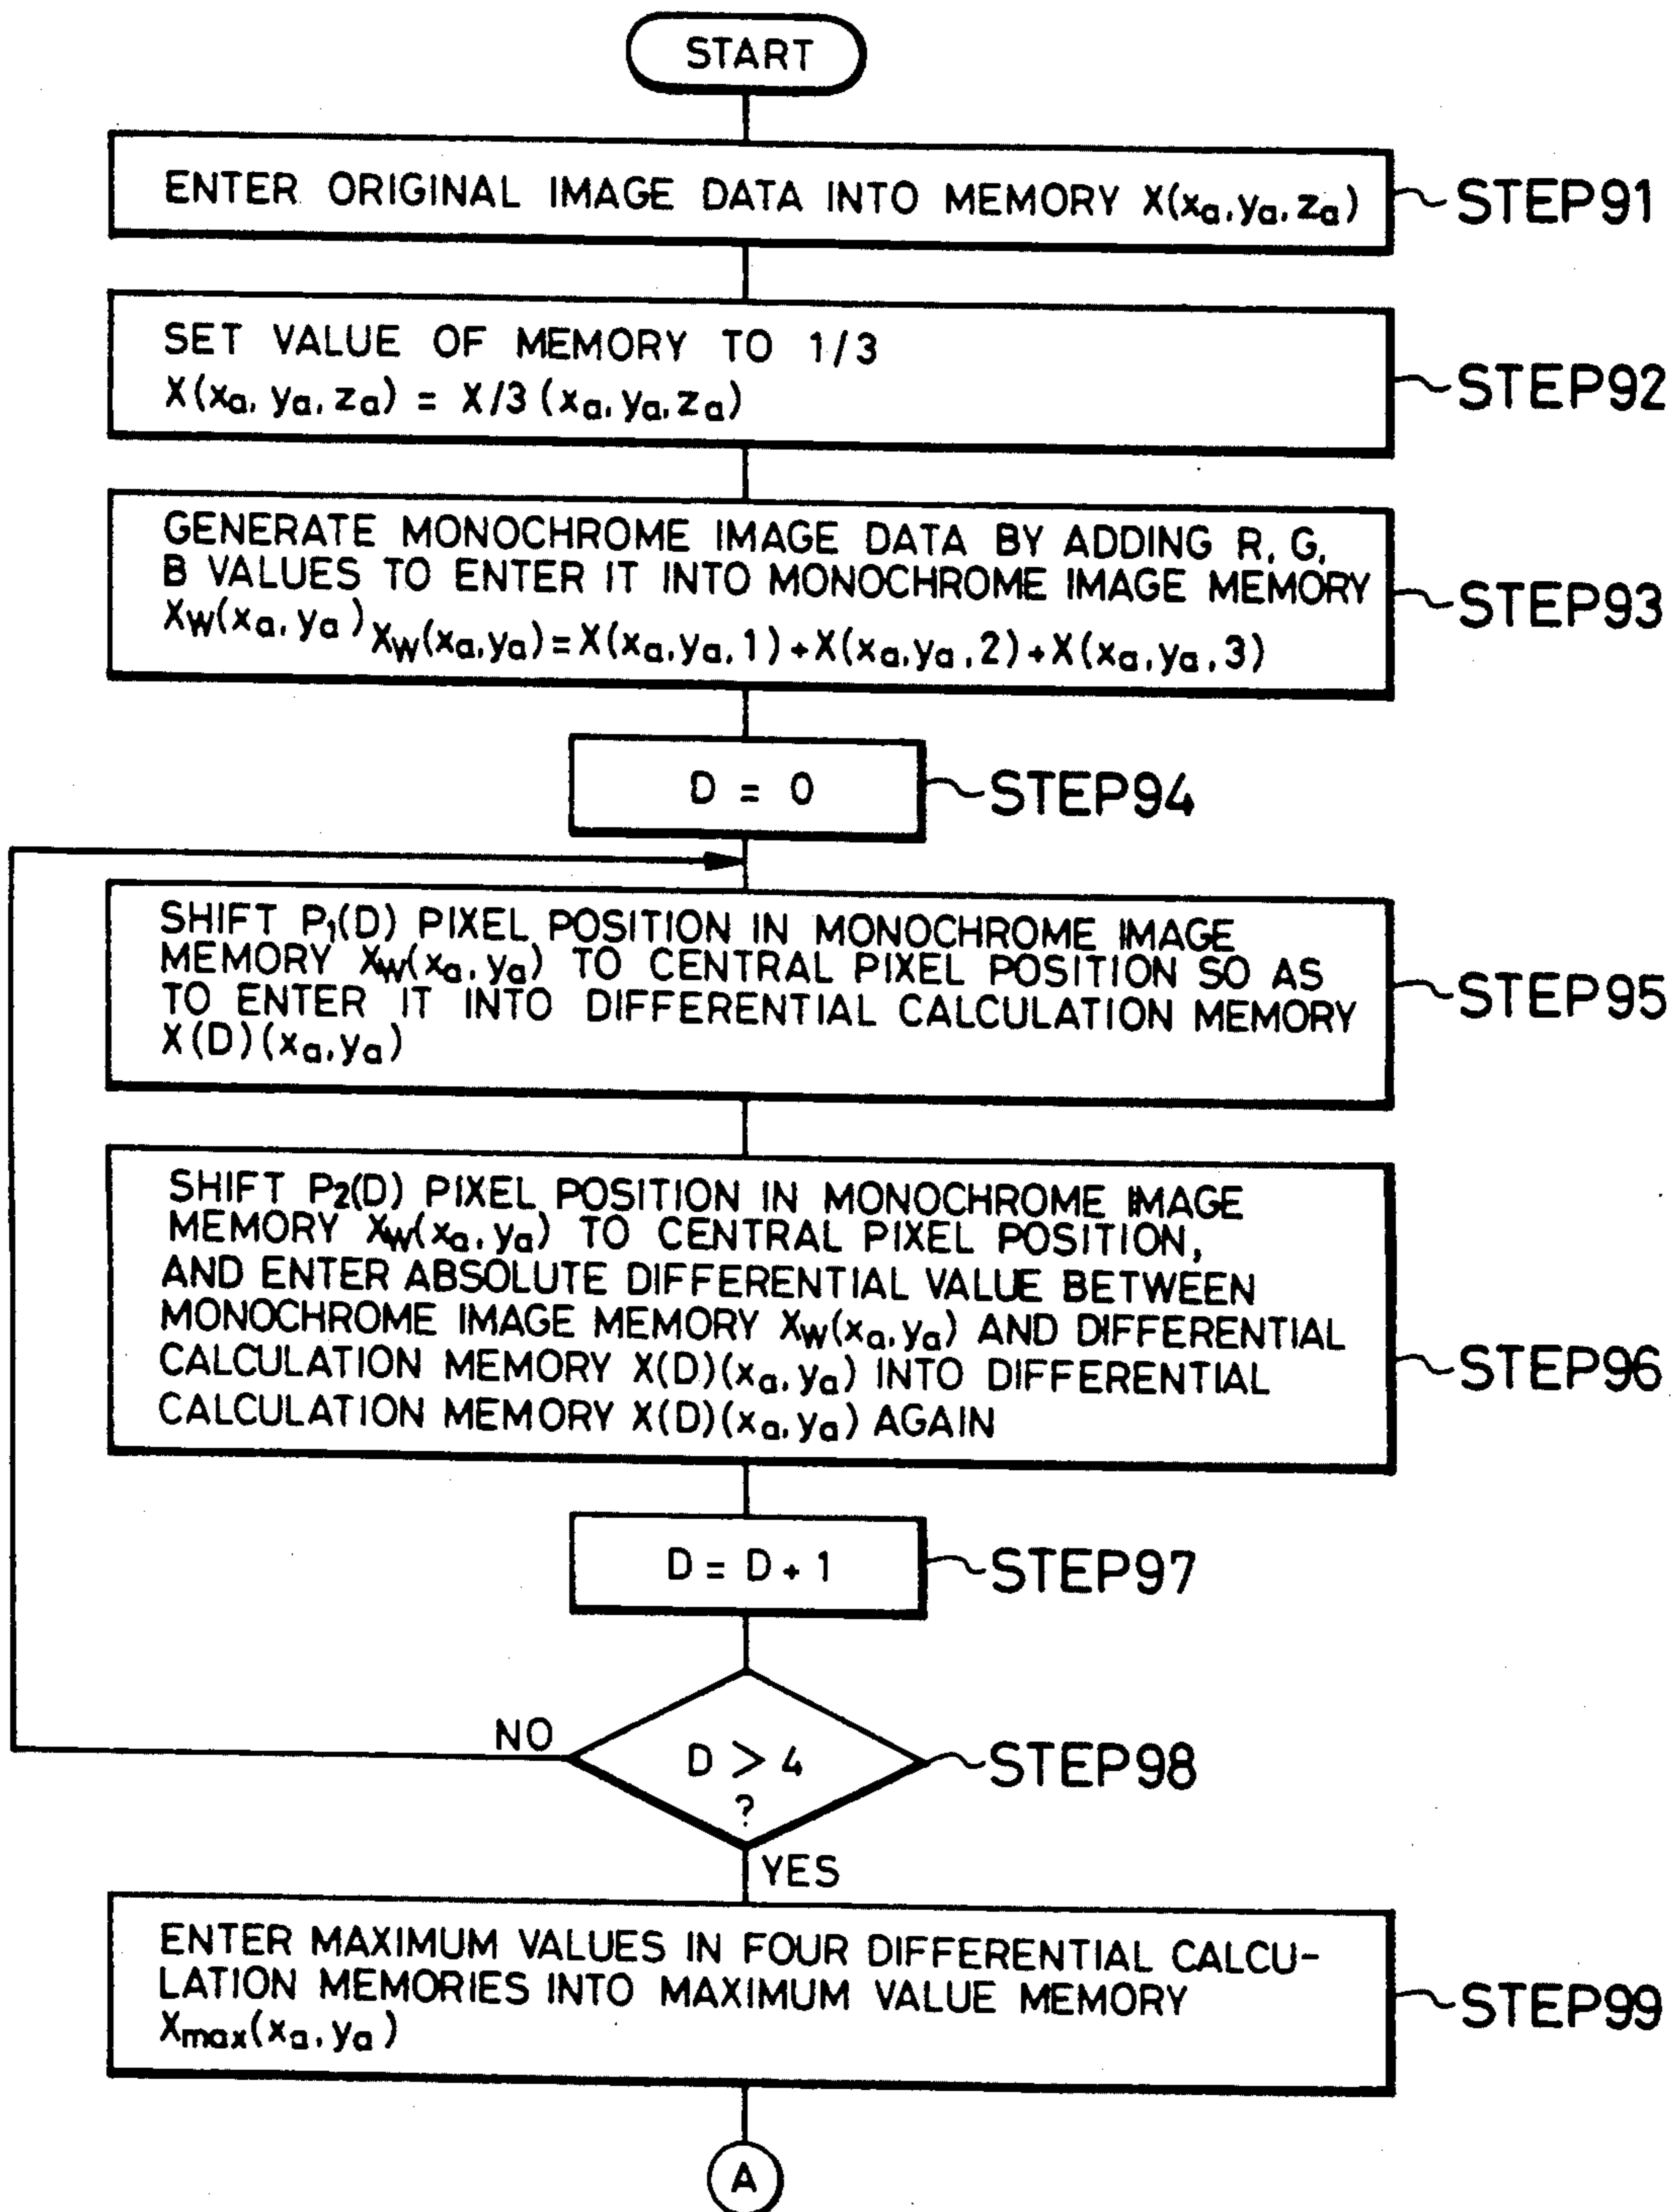 START
ENTER ORIGINAL IMAGE DATA INTO MEMORY X(xa, ya, za)
STEP91
SET VALUE OF MEMORY TO 1/3
X(xa, ya, za) = X/3 (xa, ya, za)
STEP92
GENERATE MONOCHROME IMAGE DATA BY ADDING R, G,
B VALUES TO ENTER IT INTO MONOCHROME IMAGE MEMORY
XW(xa, ya) XW(xa, ya) = X(xa, ya, 1) + X(xa, ya, 2) + X(xa, ya, 3)
STEP93
D = 0
STEP94
SHIFT P1(D) PIXEL POSITION IN MONOCHROME IMAGE
MEMORY XW(xa, ya) TO CENTRAL PIXEL POSITION SO AS
TO ENTER IT INTO DIFFERENTIAL CALCULATION MEMORY
X(D)(xa, ya)
STEP95
SHIFT P2(D) PIXEL POSITION IN MONOCHROME IMAGE
MEMORY XW(xa, ya) TO CENTRAL PIXEL POSITION,
AND ENTER ABSOLUTE DIFFERENTIAL VALUE BETWEEN
MONOCHROME IMAGE MEMORY XW(xa, ya) AND DIFFERENTIAL
CALCULATION MEMORY X(D)(xa, ya) INTO DIFFERENTIAL
CALCULATION MEMORY X(D)(xa, ya) AGAIN
STEP96
D = D + 1
STEP97
NO
D > 4
?
STEP98
YES
ENTER MAXIMUM VALUES IN FOUR DIFFERENTIAL CALCU-
LATION MEMORIES INTO MAXIMUM VALUE MEMORY
Xmax(xa, ya)
STEP99
A